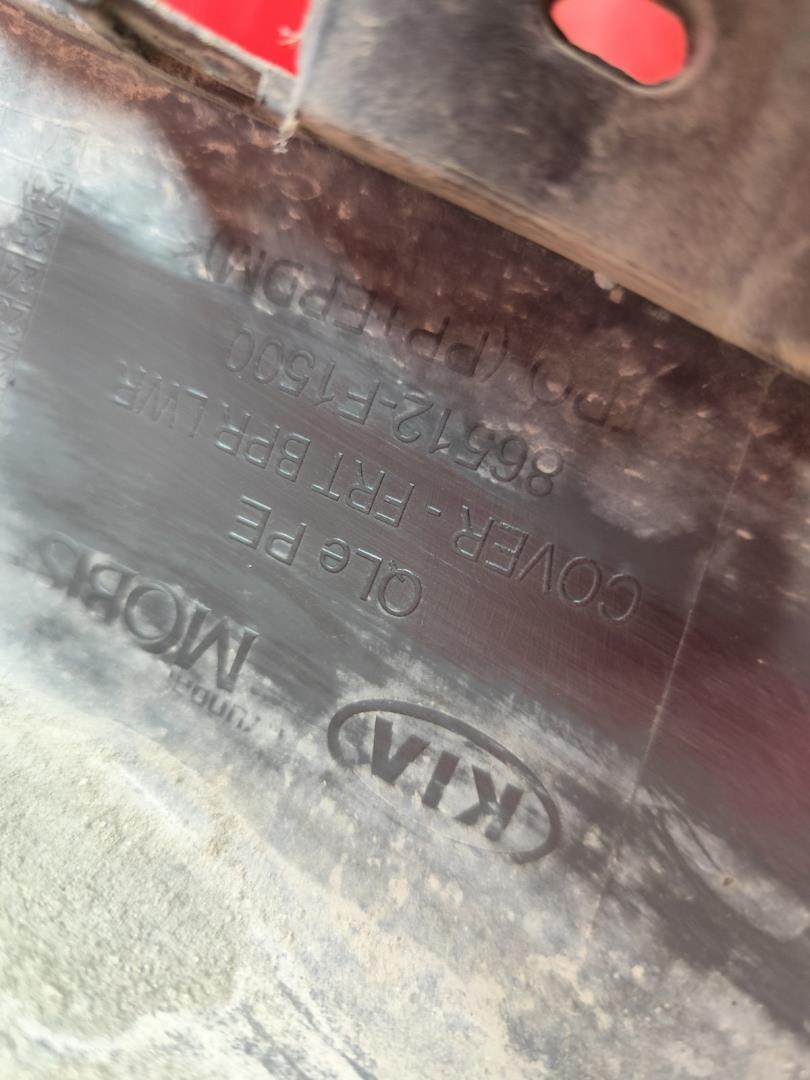 KIA
MOBIS
QLe PE
COVER - FRT BPR LWR
86512-F1500
TPO (PP+EPDM)